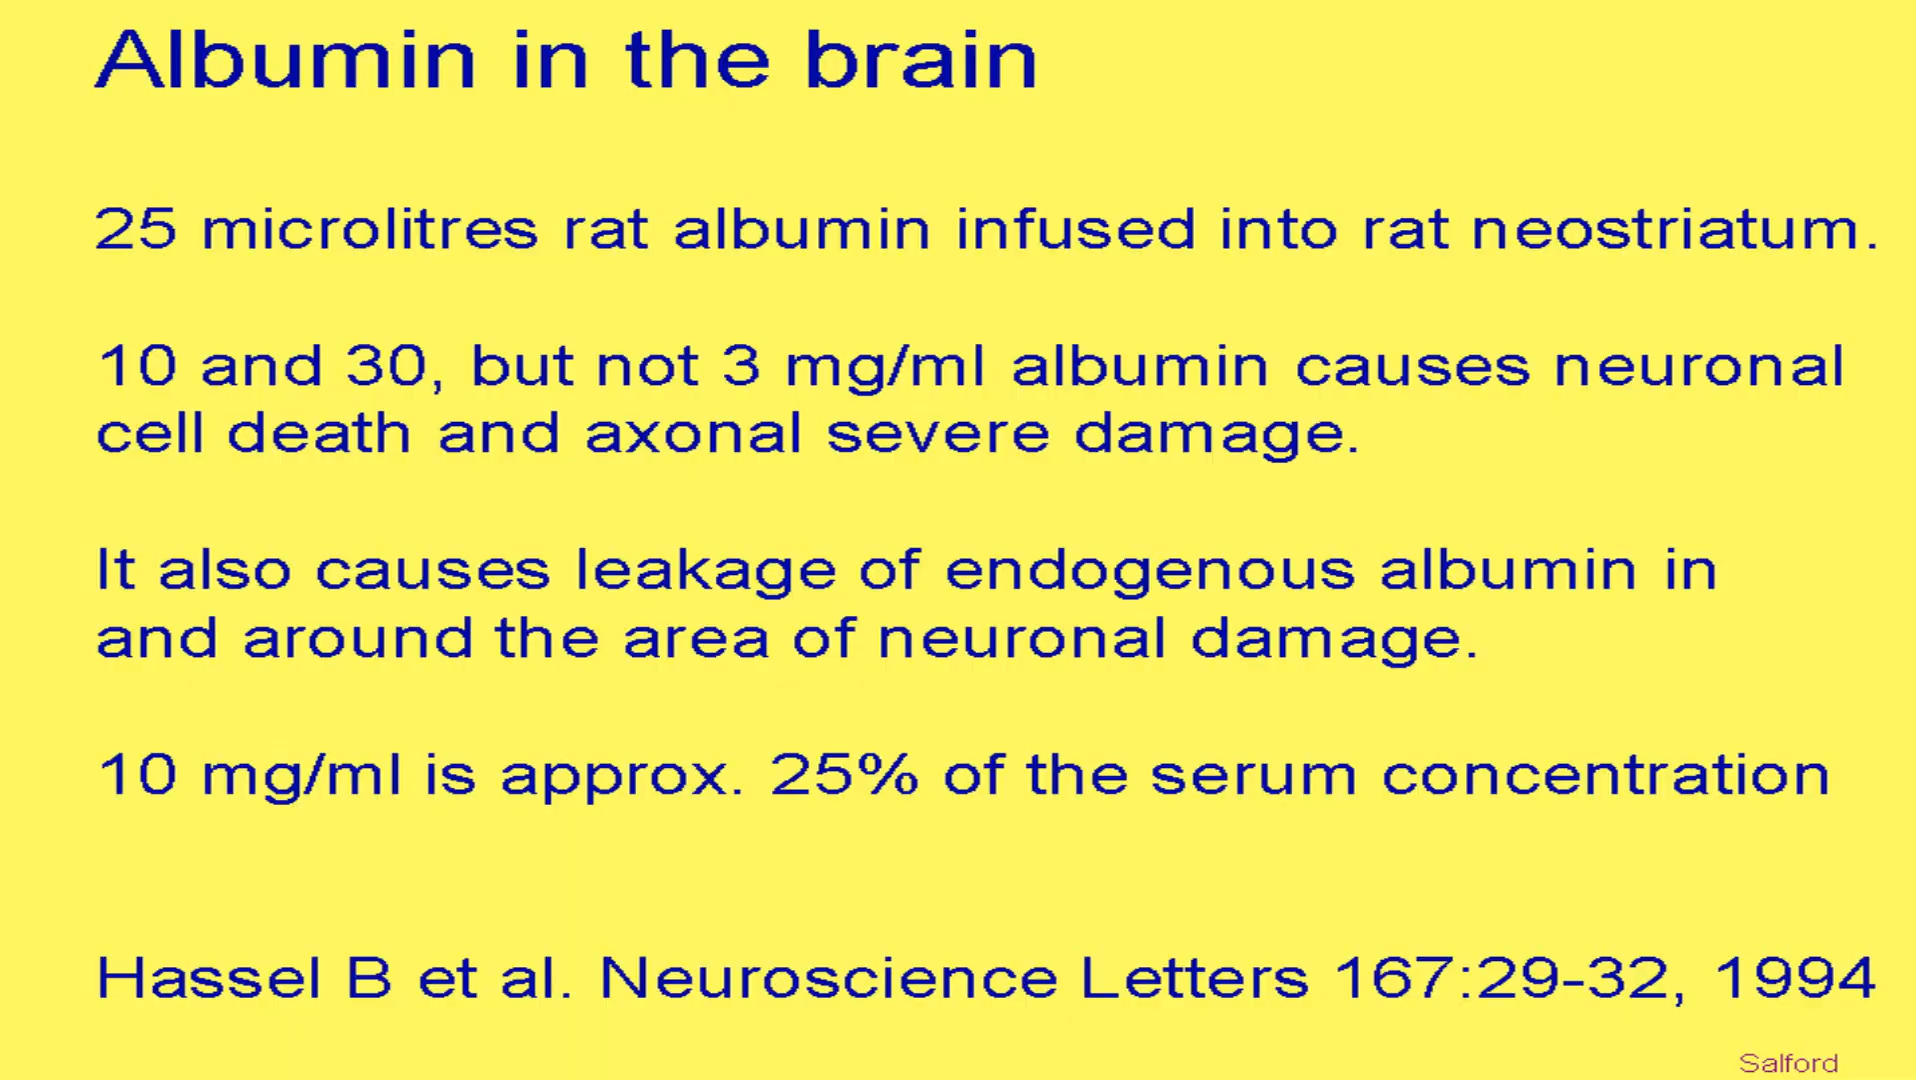 Albumin in the brain
25 microlitres rat albumin infused into rat neostriatum.
10 and 30, but not 3 mg/ml albumin causes neuronal
cell death and axonal severe damage.
It also causes leakage of endogenous albumin in
and around the area of neuronal damage.
10 mg/ml is approx. 25% of the serum concentration
Hassel B et al. Neuroscience Letters 167:29-32, 1994
Salford